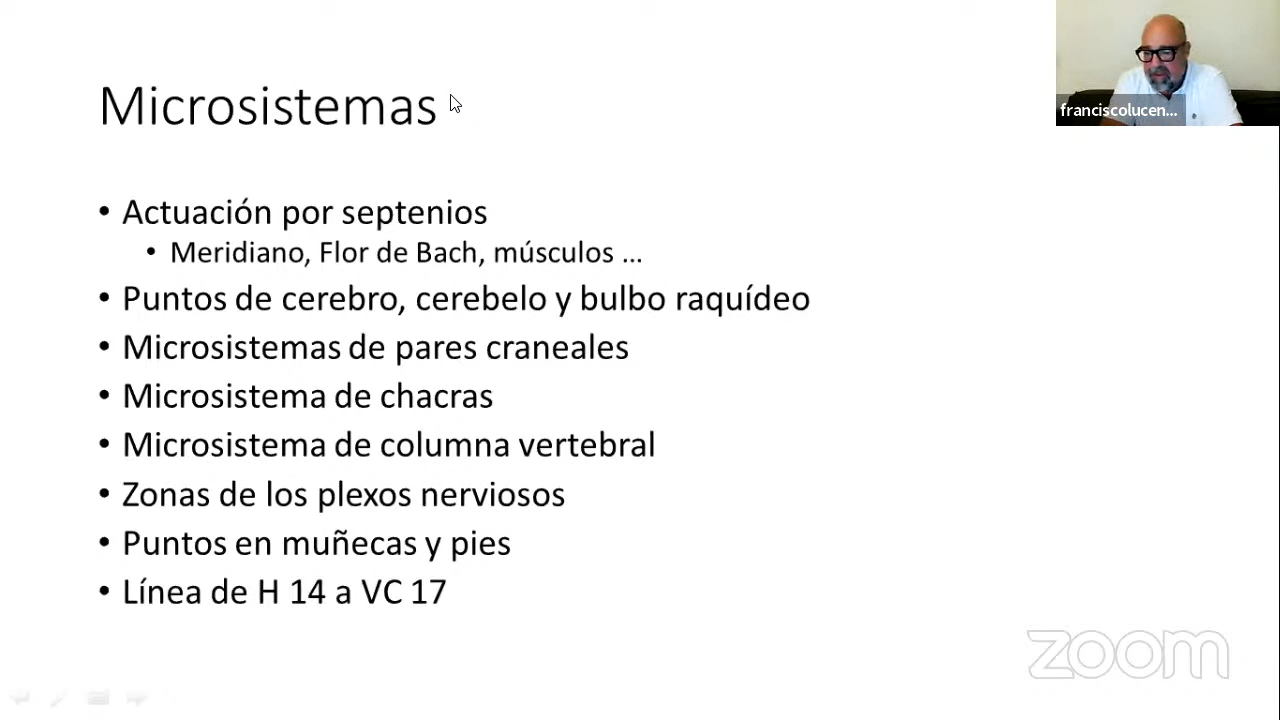 Microsistemas
franciscolucen...
• Actuación por septenios
• Meridiano, Flor de Bach, músculos ...
• Puntos de cerebro, cerebelo y bulbo raquídeo
• Microsistemas de pares craneales
• Microsistema de chacras
• Microsistema de columna vertebral
• Zonas de los plexos nerviosos
• Puntos en muñecas y pies
• Línea de H 14 a VC 17
zoom